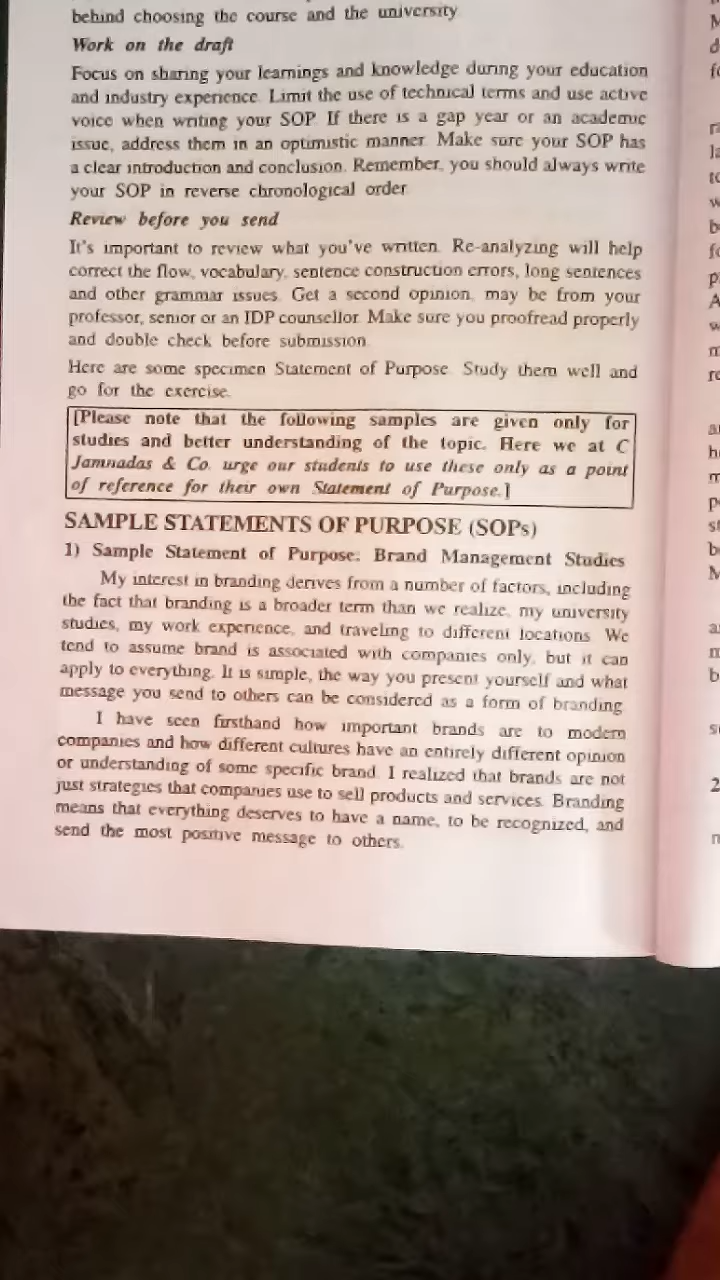 behind choosing the course and the university.
Work on the draft
Focus on sharing your learnings and knowledge during your education
and industry experience. Limit the use of technical terms and use active
voice when writing your SOP. If there is a gap year or an academic
issue, address them in an optimistic manner. Make sure your SOP has
a clear introduction and conclusion. Remember, you should always write
your SOP in reverse chronological order.
Review before you send
It's important to review what you've written. Re-analyzing will help
correct the flow, vocabulary, sentence construction errors, long sentences
and other grammar issues. Get a second opinion, may be from your
professor, senior or an IDP counsellor. Make sure you proofread properly
and double check before submission.
Here are some specimen Statement of Purpose. Study them well and
go for the exercise.
[Please note that the following samples are given only for
studies and better understanding of the topic. Here we at C
Jamnadas & Co. urge our students to use these only as a point
of reference for their own Statement of Purpose.]
SAMPLE STATEMENTS OF PURPOSE (SOPs)
1) Sample Statement of Purpose: Brand Management Studies
My interest in branding derives from a number of factors, including
the fact that branding is a broader term than we realize, my university
studies, my work experience, and traveling to different locations. We
tend to assume brand is associated with companies only, but it can
apply to everything. It is simple, the way you present yourself and what
message you send to others can be considered as a form of branding.
I have seen firsthand how important brands are to modern
companies and how different cultures have an entirely different opinion
or understanding of some specific brand. I realized that brands are not
just strategies that companies use to sell products and services. Branding
means that everything deserves to have a name, to be recognized, and
send the most positive message to others.